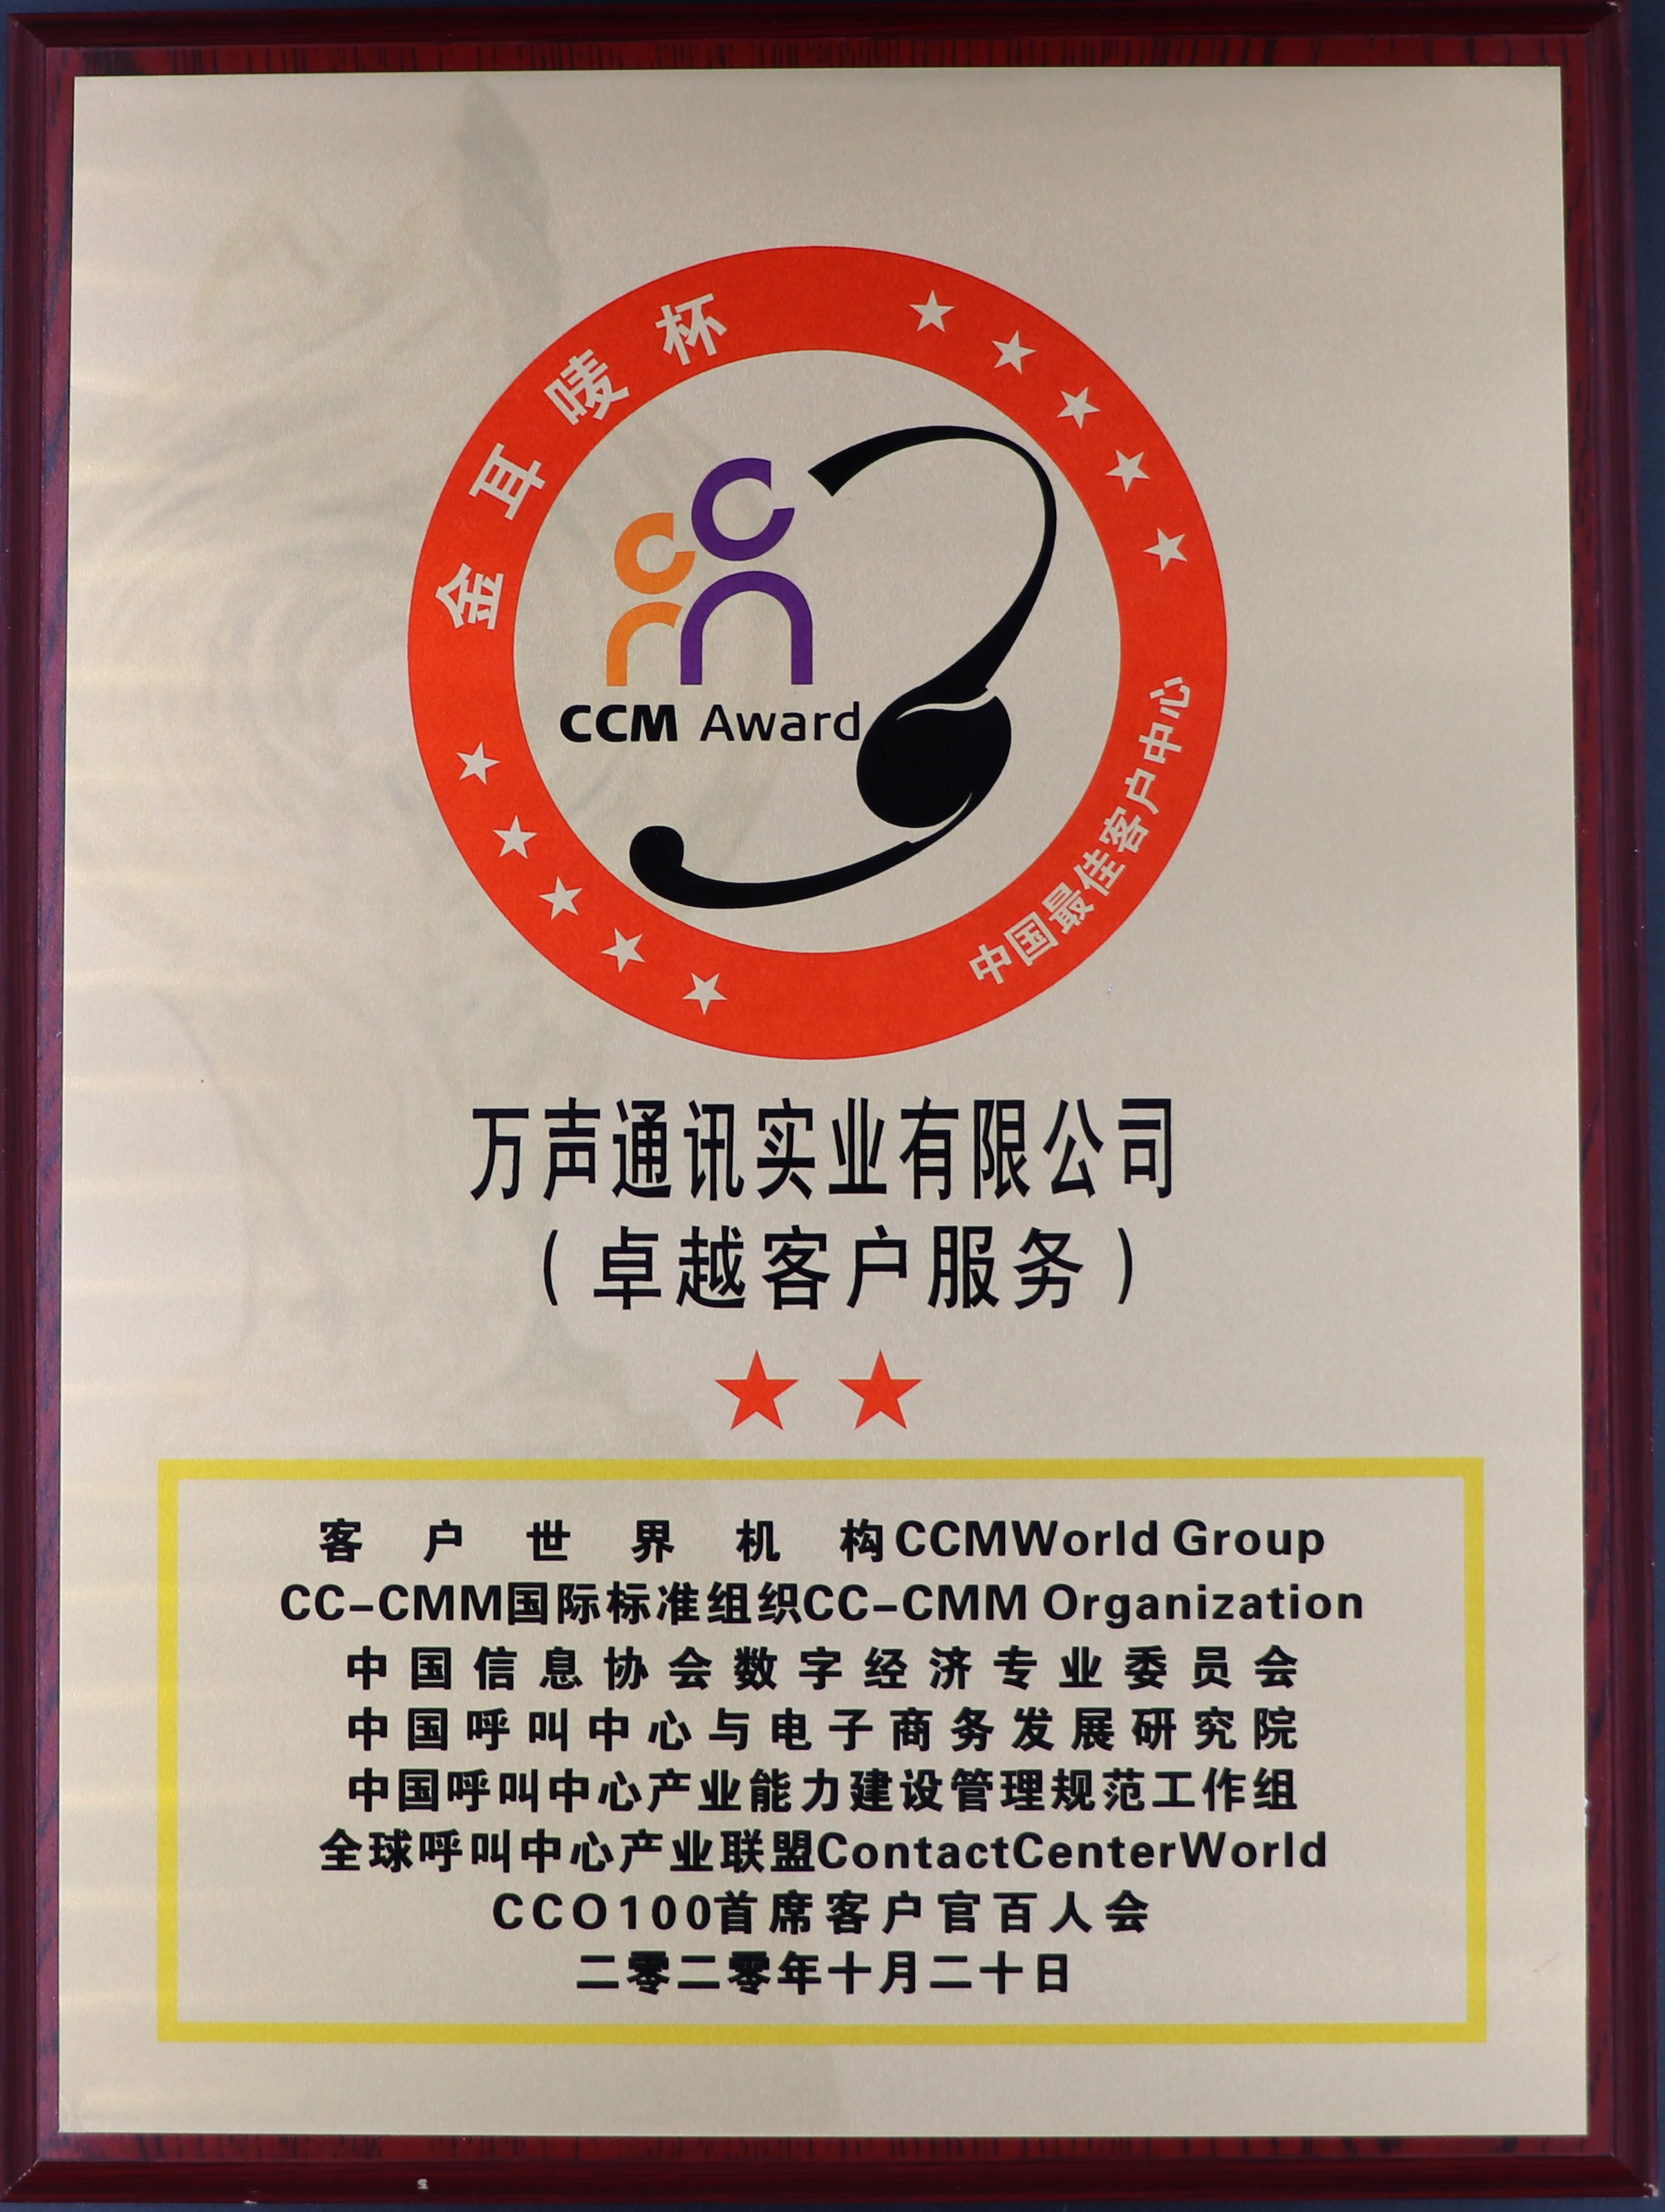 金耳唛杯
CCM Award
中国最佳客户中心
万声通讯实业有限公司
（卓越客户服务）
客户世界机构CCMWorld Group
CC-CMM国际标准组织CC-CMM Organization
中国信息协会数字经济专业委员会
中国呼叫中心与电子商务发展研究院
中国呼叫中心产业能力建设管理规范工作组
全球呼叫中心产业联盟ContactCenterWorld
CCO100首席客户官百人会
二零二零年十月二十日